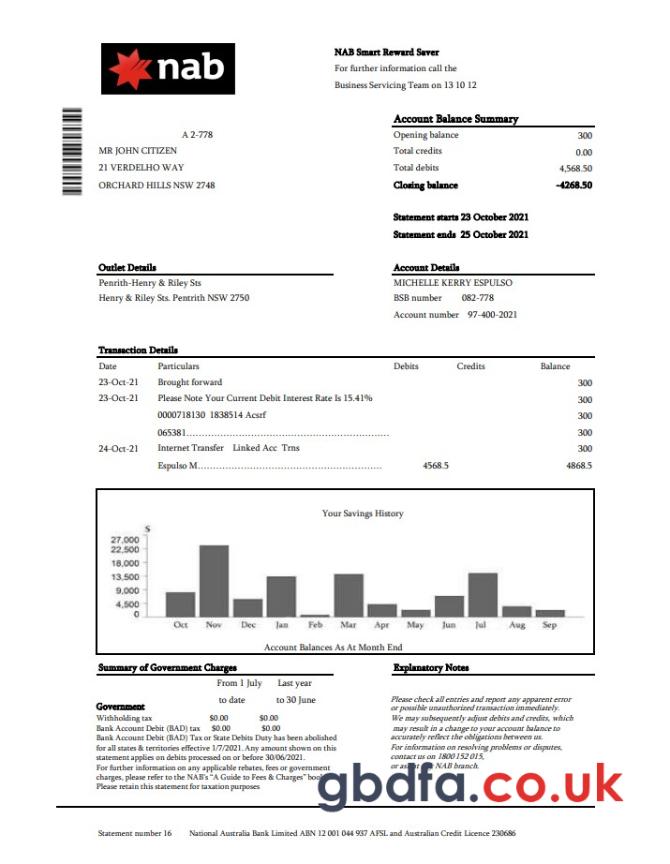 nab
NAB Smart Reward Saver
For further information call the
Business Servicing Team on 13 10 12
A 2-778
MR JOHN CITIZEN
21 VERDELHO WAY
ORCHARD HILLS NSW 2748
Account Balance Summary
Opening balance 300
Total credits 0.00
Total debits 4,568.50
Closing balance -4268.50
Statement starts 23 October 2021
Statement ends 25 October 2021
Outlet Details
Penrith-Henry & Riley Sts
Henry & Riley Sts. Pentrith NSW 2750
Account Details
MICHELLE KERRY ESPULSO
BSB number 082-778
Account number 97-400-2021
Transaction Details
Date Particulars Debits Credits Balance
23-Oct-21 Brought forward 300
23-Oct-21 Please Note Your Current Debit Interest Rate Is 15.41% 300
0000718130 1838514 Acsrf 300
065381........................................................... 300
24-Oct-21 Internet Transfer Linked Acc Trns 300
Espulso M...................................................... 4568.5 4868.5
Your Savings History
$
27,000
22,500
18,000
13,500
9,000
4,500
0
Oct Nov Dec Jan Feb Mar Apr May Jun Jul Aug Sep
Account Balances As At Month End
Summary of Government Charges
From 1 July Last year
to date to 30 June
Government
Withholding tax $0.00 $0.00
Bank Account Debit (BAD) tax $0.00 $0.00
Bank Account Debit (BAD) Tax or State Debits Duty has been abolished
for all states & territories effective 1/7/2021. Any amount shown on this
statement applies on debits processed on or before 30/06/2021.
For further information on any applicable rebates, fees or government
charges, please refer to the NAB's "A Guide to Fees & Charges"
Please retain this statement for taxation purposes
Explanatory Notes
Please check all entries and report any apparent error
or possible unauthorized transaction immediately.
We may subsequently adjust debits and credits, which
may result in a change to your account balance to
accurately reflect the obligations between us.
For information on resolving problems or disputes,
contact us on 1800 152 015,
NAB branch.
gbdfa.co.uk
Statement number 16 National Australia Bank Limited ABN 12 001 044 937 AFSL and Australian Credit Licence 230686